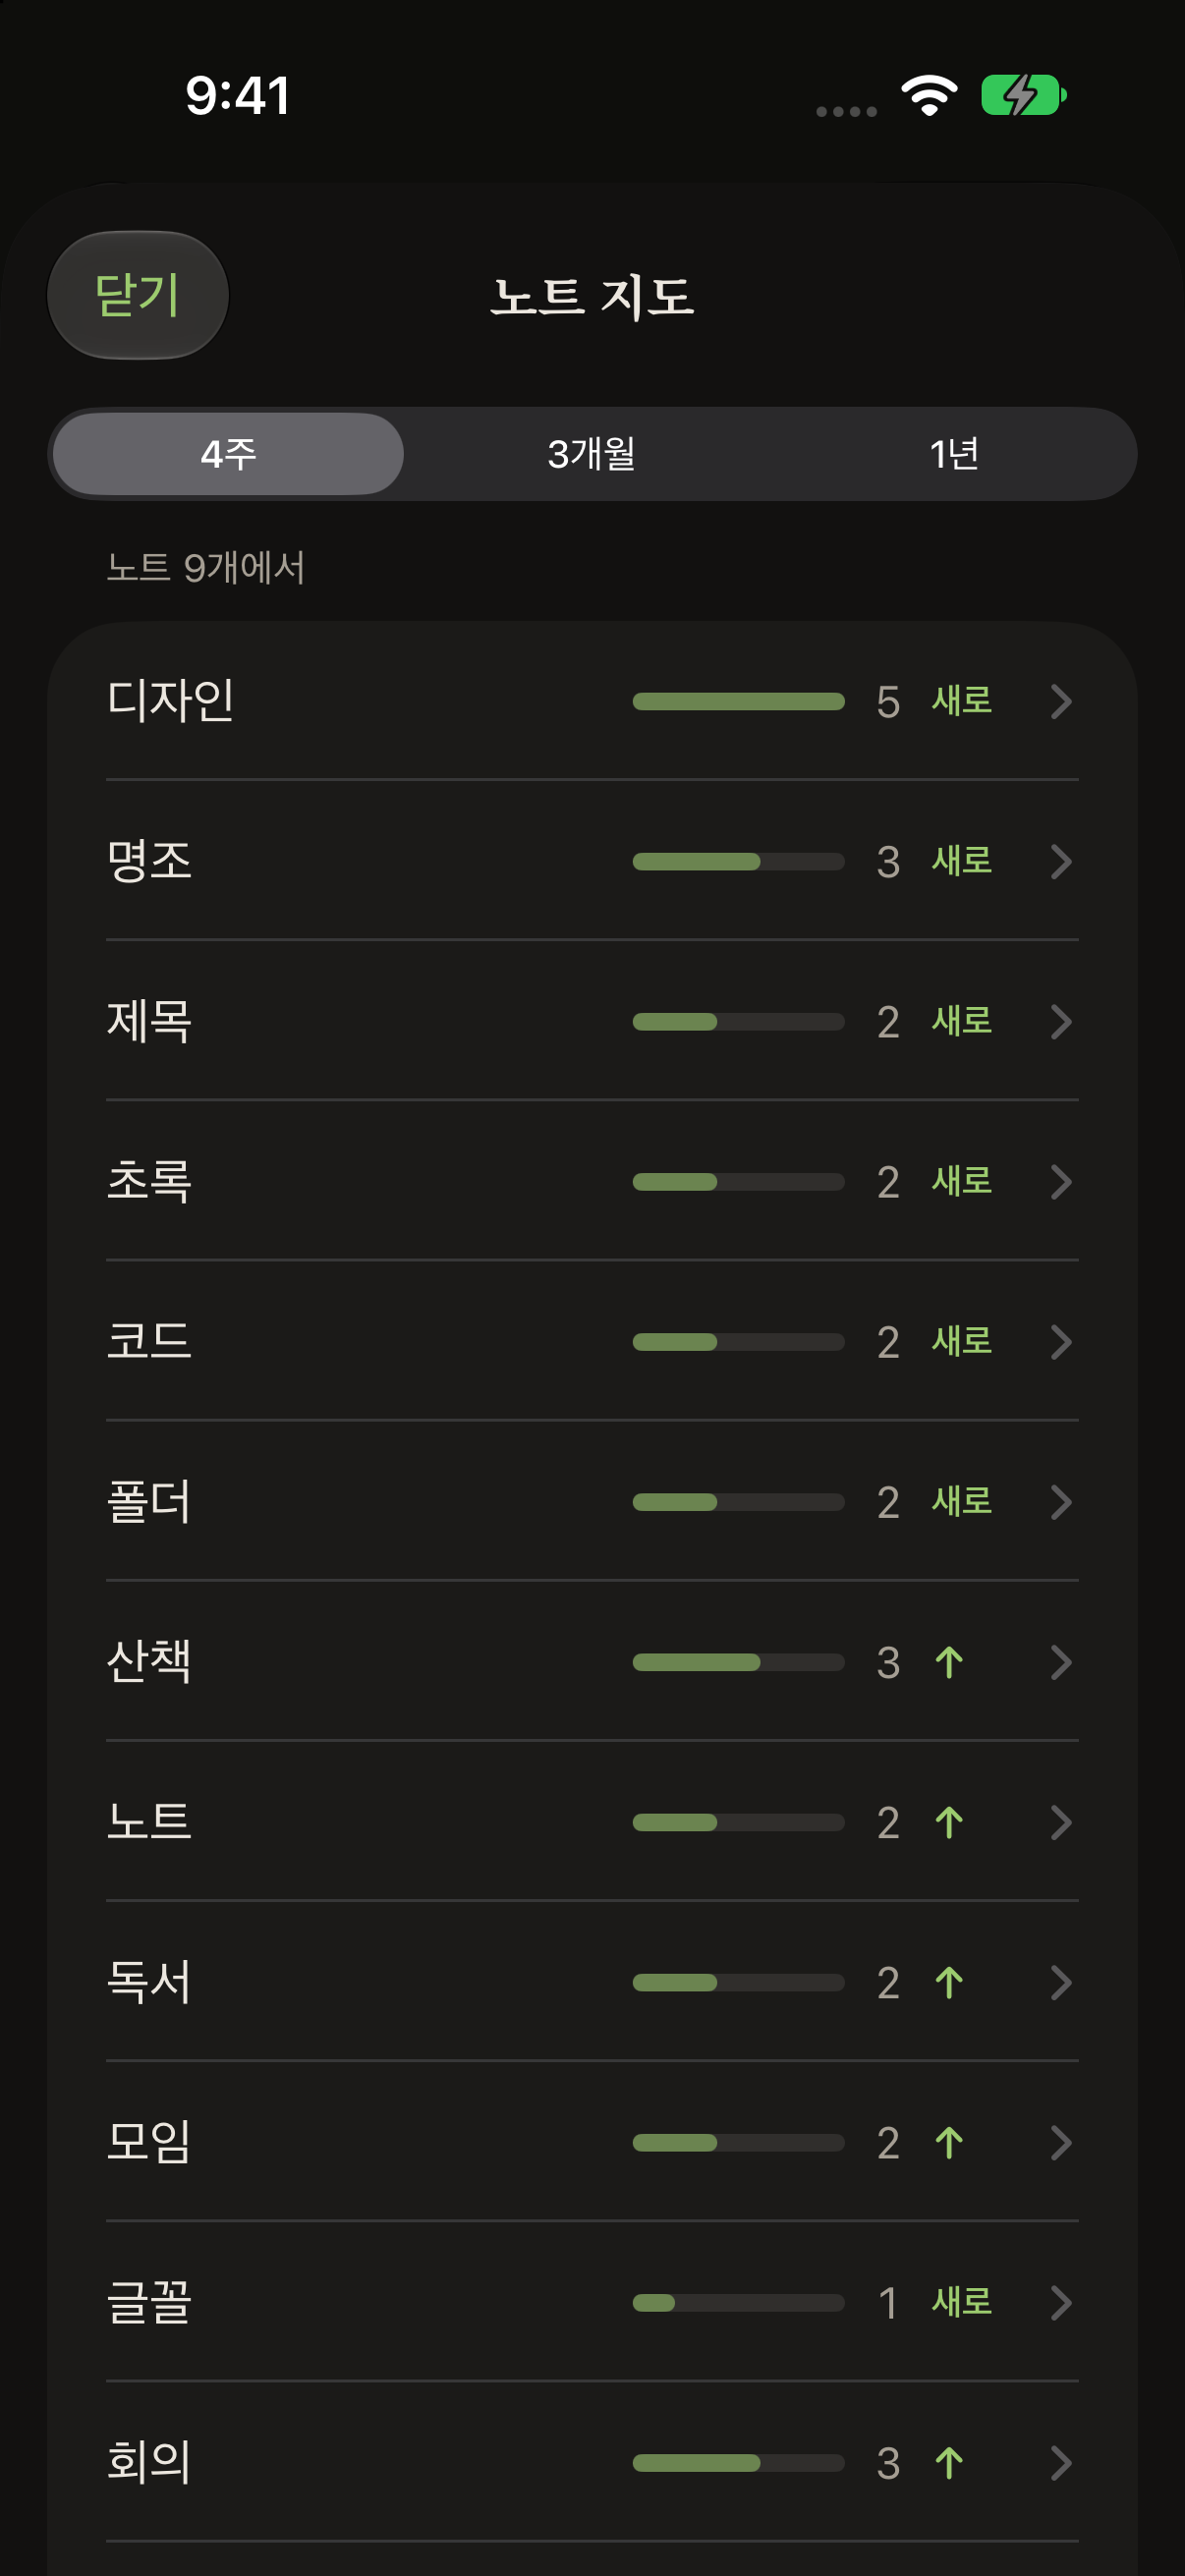 9:41
닫기
노트 지도
4주 3개월 1년
노트 9개에서
디자인 5 새로
명조 3 새로
제목 2 새로
초록 2 새로
코드 2 새로
폴더 2 새로
산책 3 ↑
노트 2 ↑
독서 2 ↑
모임 2 ↑
글꼴 1 새로
회의 3 ↑